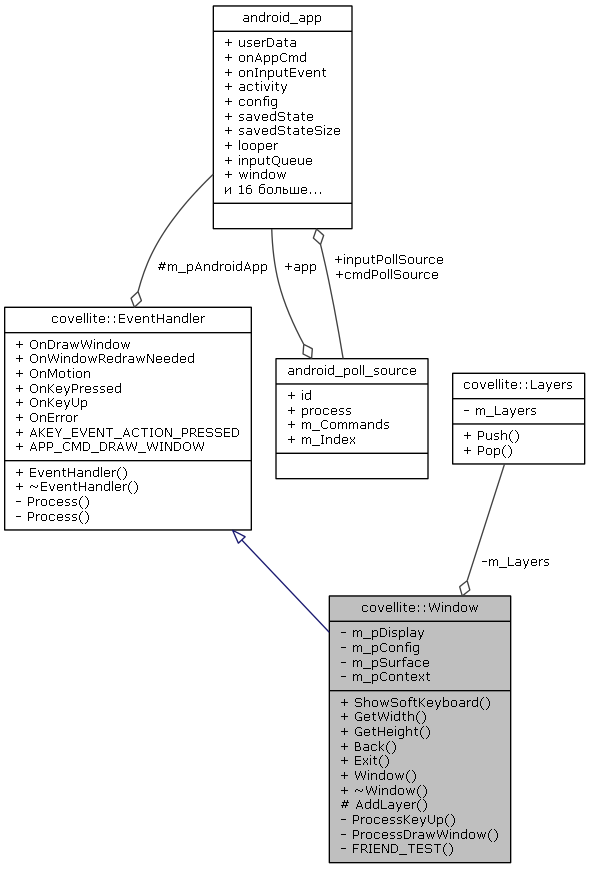 android_app
+ userData
+ onAppCmd
+ onInputEvent
+ activity
+ config
+ savedState
+ savedStateSize
+ looper
+ inputQueue
+ window
и 16 больше...
#m_pAndroidApp
+app
+inputPollSource
+cmdPollSource
covellite::EventHandler
+ OnDrawWindow
+ OnWindowRedrawNeeded
+ OnMotion
+ OnKeyPressed
+ OnKeyUp
+ OnError
+ AKEY_EVENT_ACTION_PRESSED
+ APP_CMD_DRAW_WINDOW
+ EventHandler()
+ ~EventHandler()
- Process()
- Process()
android_poll_source
+ id
+ process
+ m_Commands
+ m_Index
covellite::Layers
- m_Layers
+ Push()
+ Pop()
-m_Layers
covellite::Window
- m_pDisplay
- m_pConfig
- m_pSurface
- m_pContext
+ ShowSoftKeyboard()
+ GetWidth()
+ GetHeight()
+ Back()
+ Exit()
+ Window()
+ ~Window()
# AddLayer()
- ProcessKeyUp()
- ProcessDrawWindow()
- FRIEND_TEST()